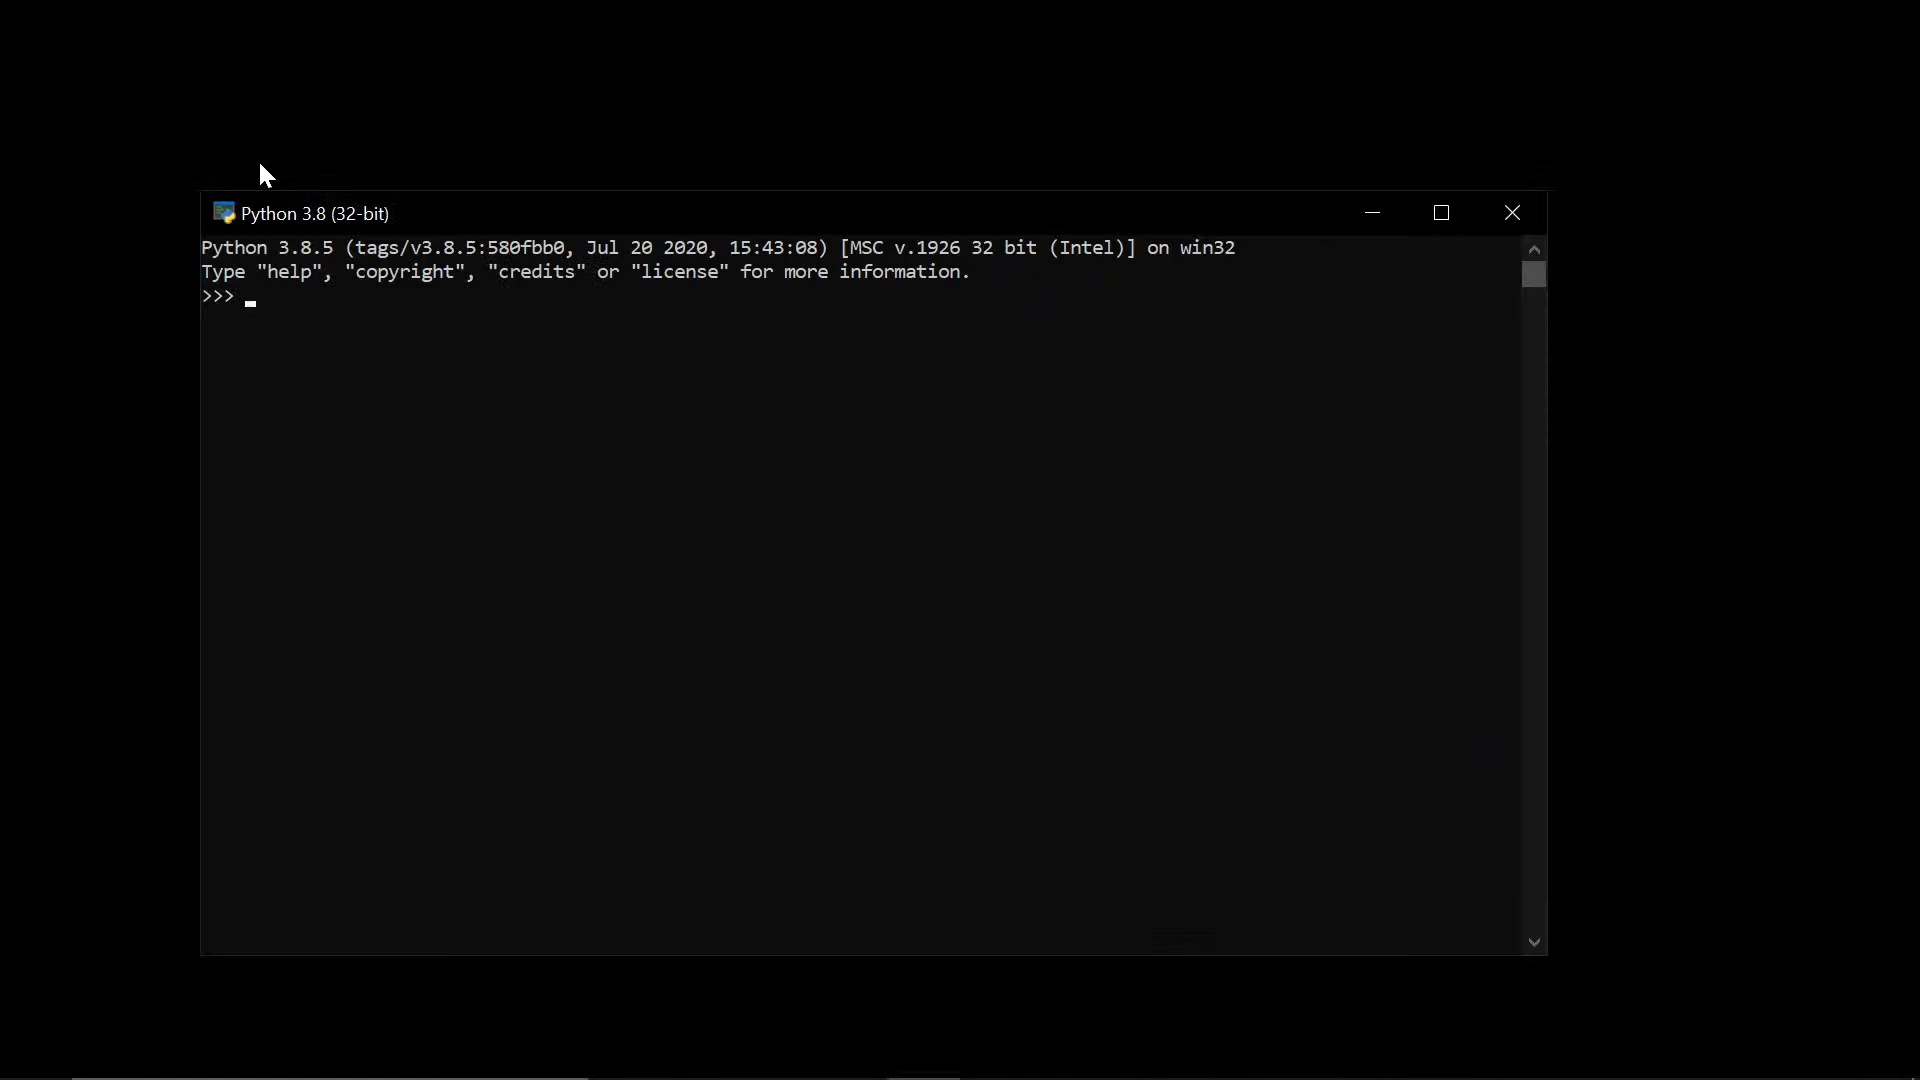 Python 3.8 (32-bit)
Python 3.8.5 (tags/v3.8.5:580fbb0, Jul 20 2020, 15:43:08) [MSC v.1926 32 bit (Intel)] on win32
Type "help", "copyright", "credits" or "license" for more information.
>>>